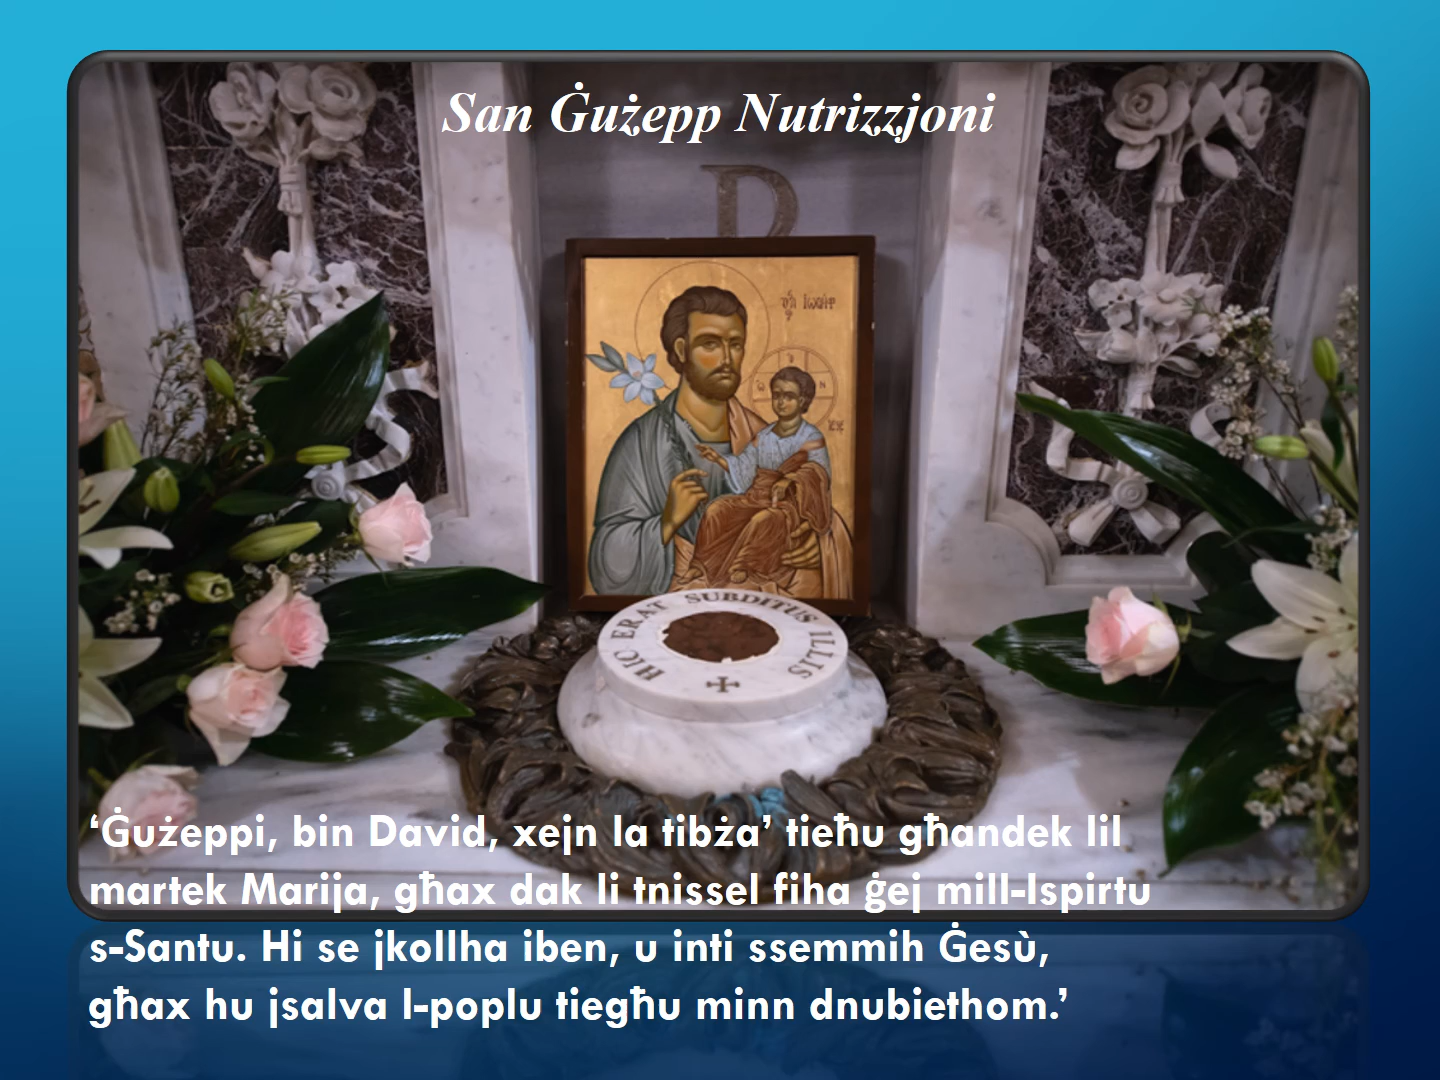 San Ġużepp Nutrizzjoni
D
HIC ERAT SUBDITUS ILLIS
‘Ġużeppi, bin David, xejn la tibża’ tieħu għandek lil
martek Marija, għax dak li tnissel fiha ġej mill-Ispirtu
s-Santu. Hi se jkollha iben, u inti ssemmih Ġesù,
għax hu jsalva l-poplu tiegħu minn dnubiethom.’